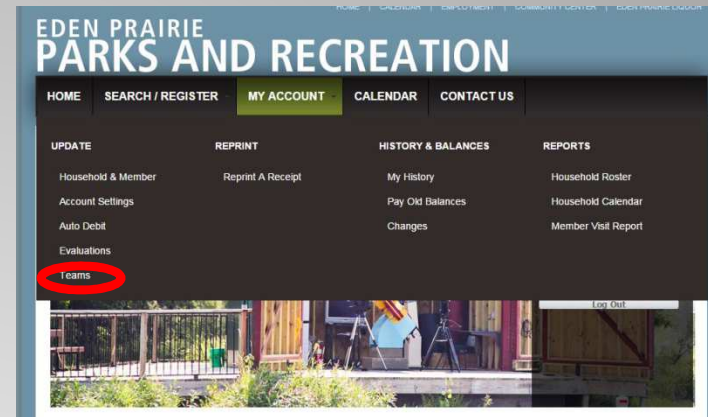 HOME | CALENDAR | EMPLOYMENT | COMMUNITY CENTER | EDEN PRAIRIE LIQUOR
EDEN PRAIRIE
PARKS AND RECREATION
HOME SEARCH / REGISTER MY ACCOUNT CALENDAR CONTACT US
UPDATE REPRINT HISTORY & BALANCES REPORTS
Household & Member Reprint A Receipt My History Household Roster
Account Settings Pay Old Balances Household Calendar
Auto Debit Changes Member Visit Report
Evaluations
Teams
Log Out